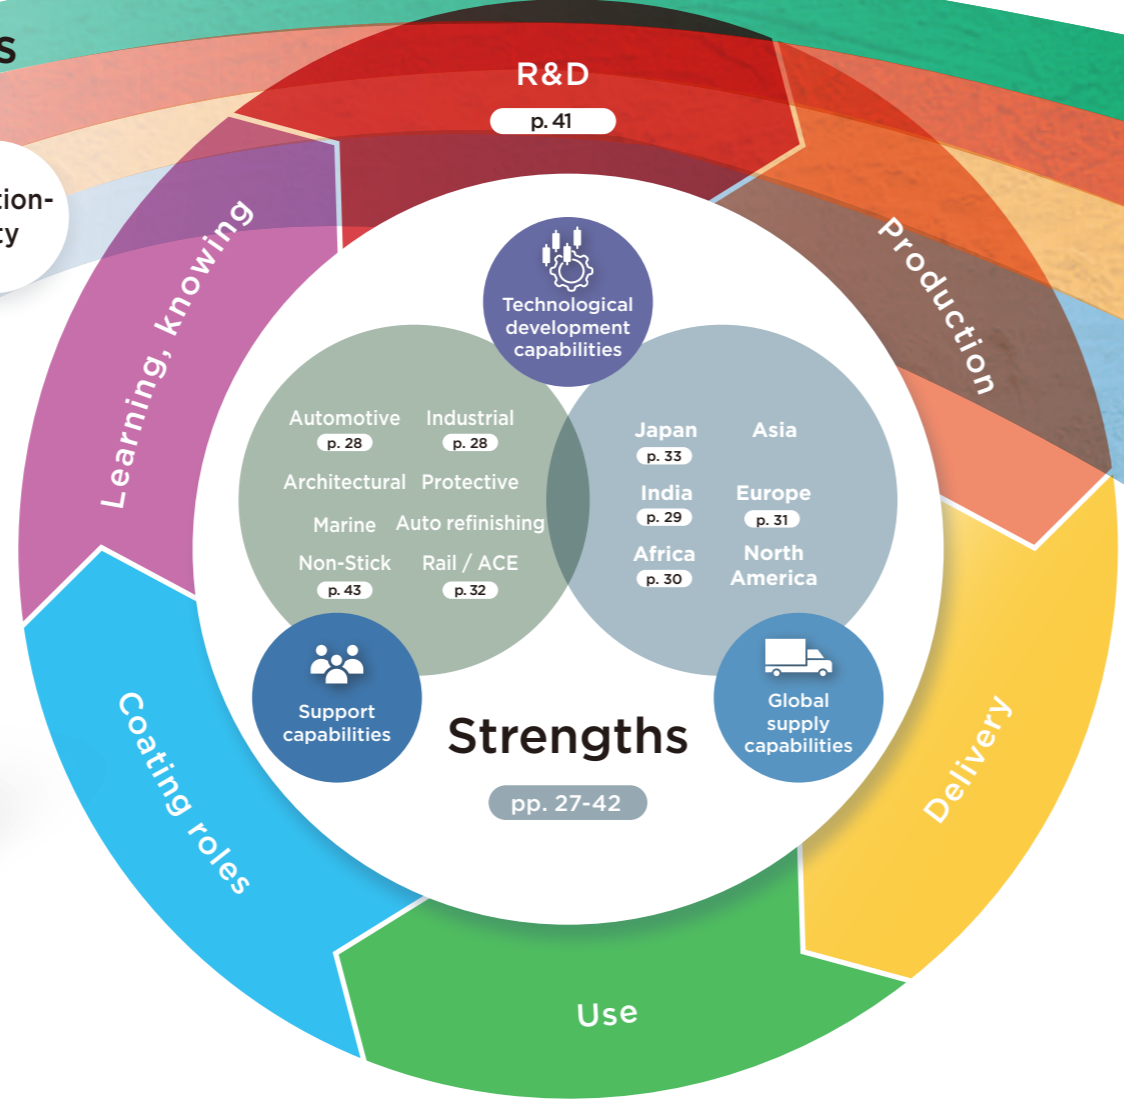 s
tion-
ty
R&D
p. 41
Production
Learning, knowing
Technological
development
capabilities
Automotive Industrial
p. 28 p. 28
Architectural Protective
Marine Auto refinishing
Non-Stick Rail / ACE
p. 43 p. 32
Japan Asia
p. 33
India Europe
p. 29 p. 31
Africa North
America
p. 30
Support
capabilities
Global
supply
capabilities
Strengths
pp. 27-42
Coating roles
Delivery
Use